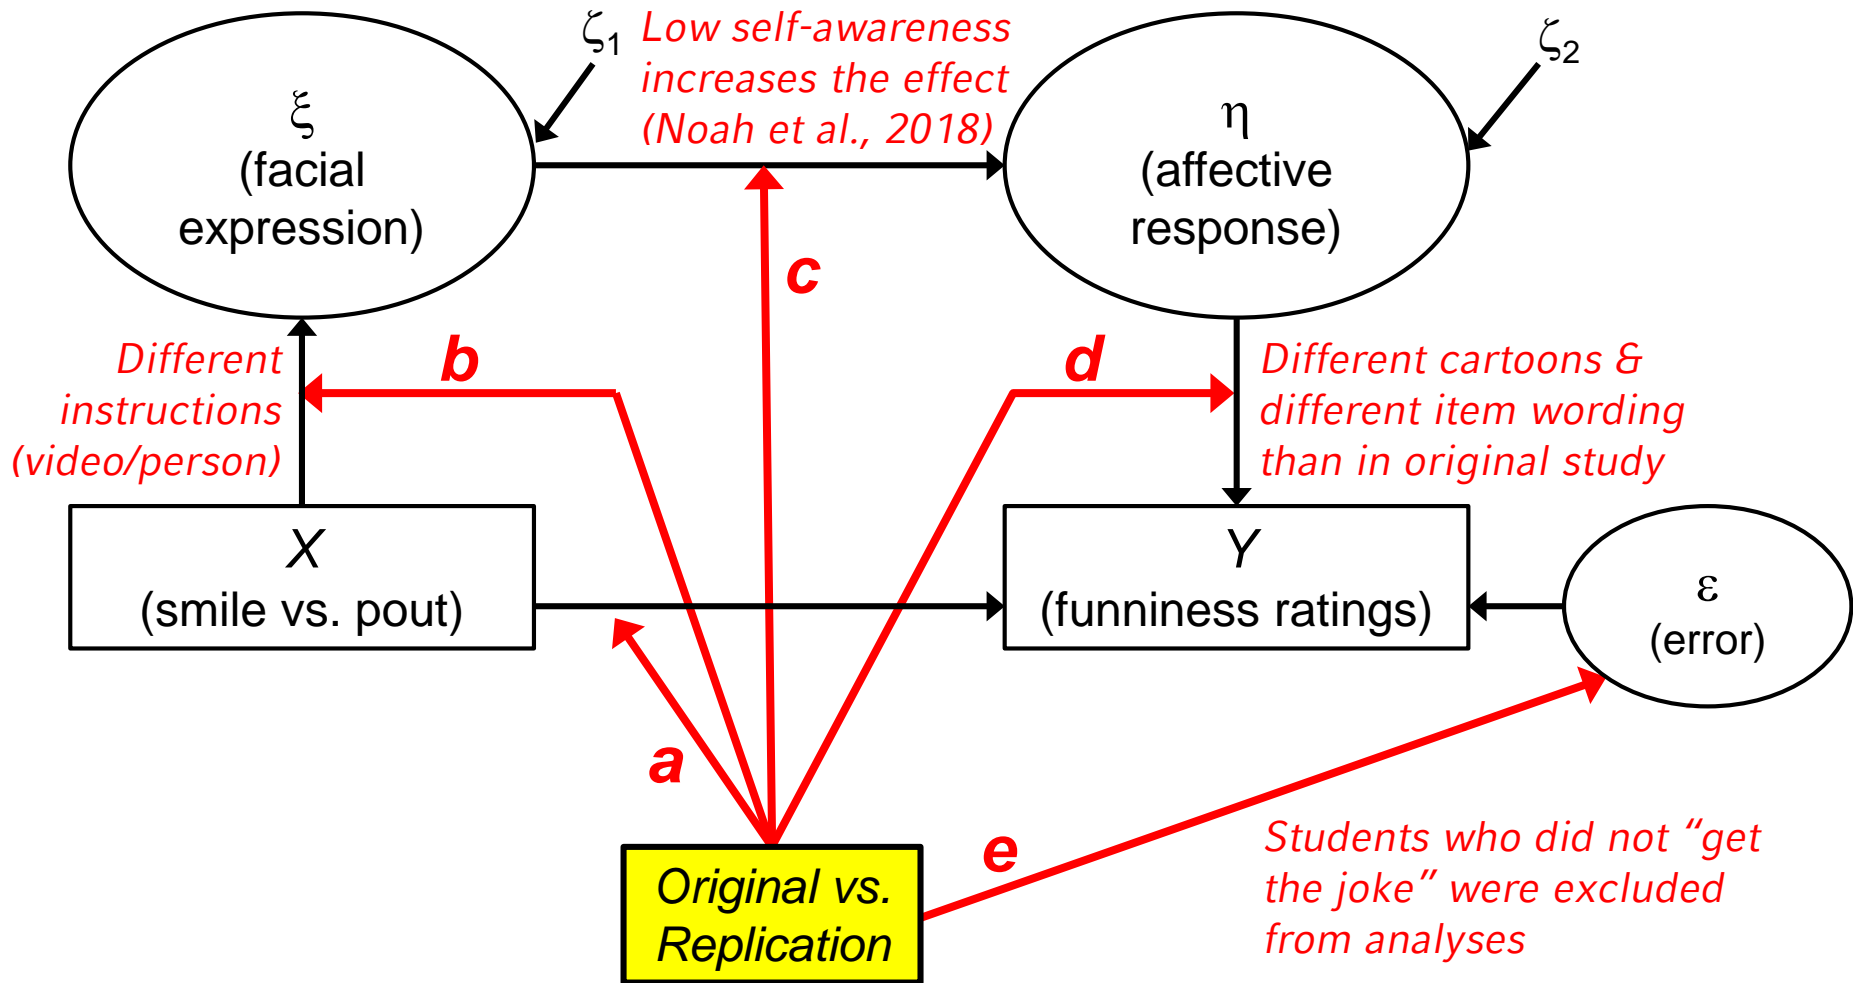 ζ1
Low self-awareness
increases the effect
(Noah et al., 2018)
ζ2
ξ
(facial
expression)
η
(affective
response)
c
Different
instructions
(video/person)
b
d
Different cartoons &
different item wording
than in original study
X
(smile vs. pout)
Y
(funniness ratings)
ε
(error)
a
e
Original vs.
Replication
Students who did not “get
the joke” were excluded
from analyses